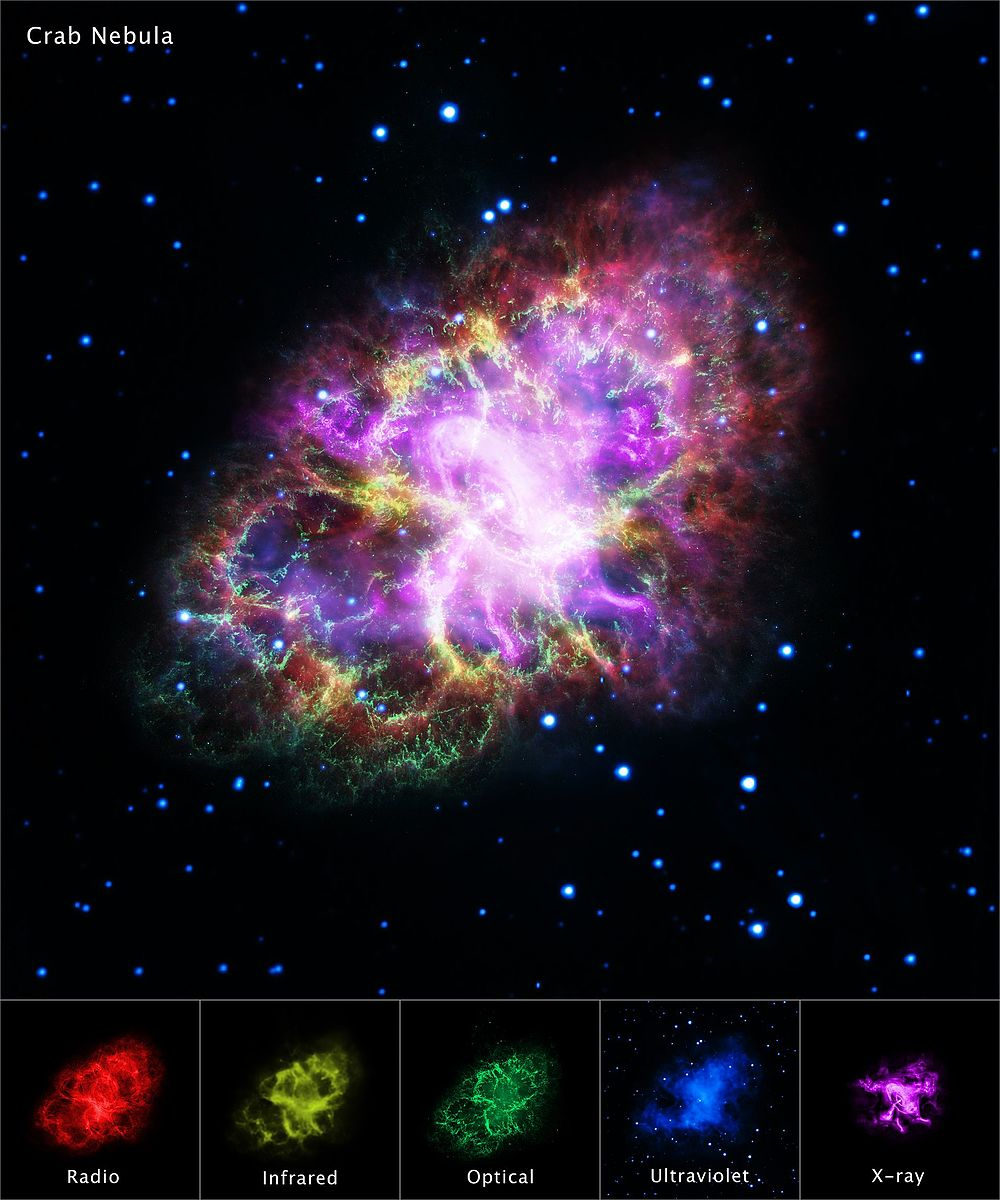 Crab Nebula
Radio
Infrared
Optical
Ultraviolet
X-ray